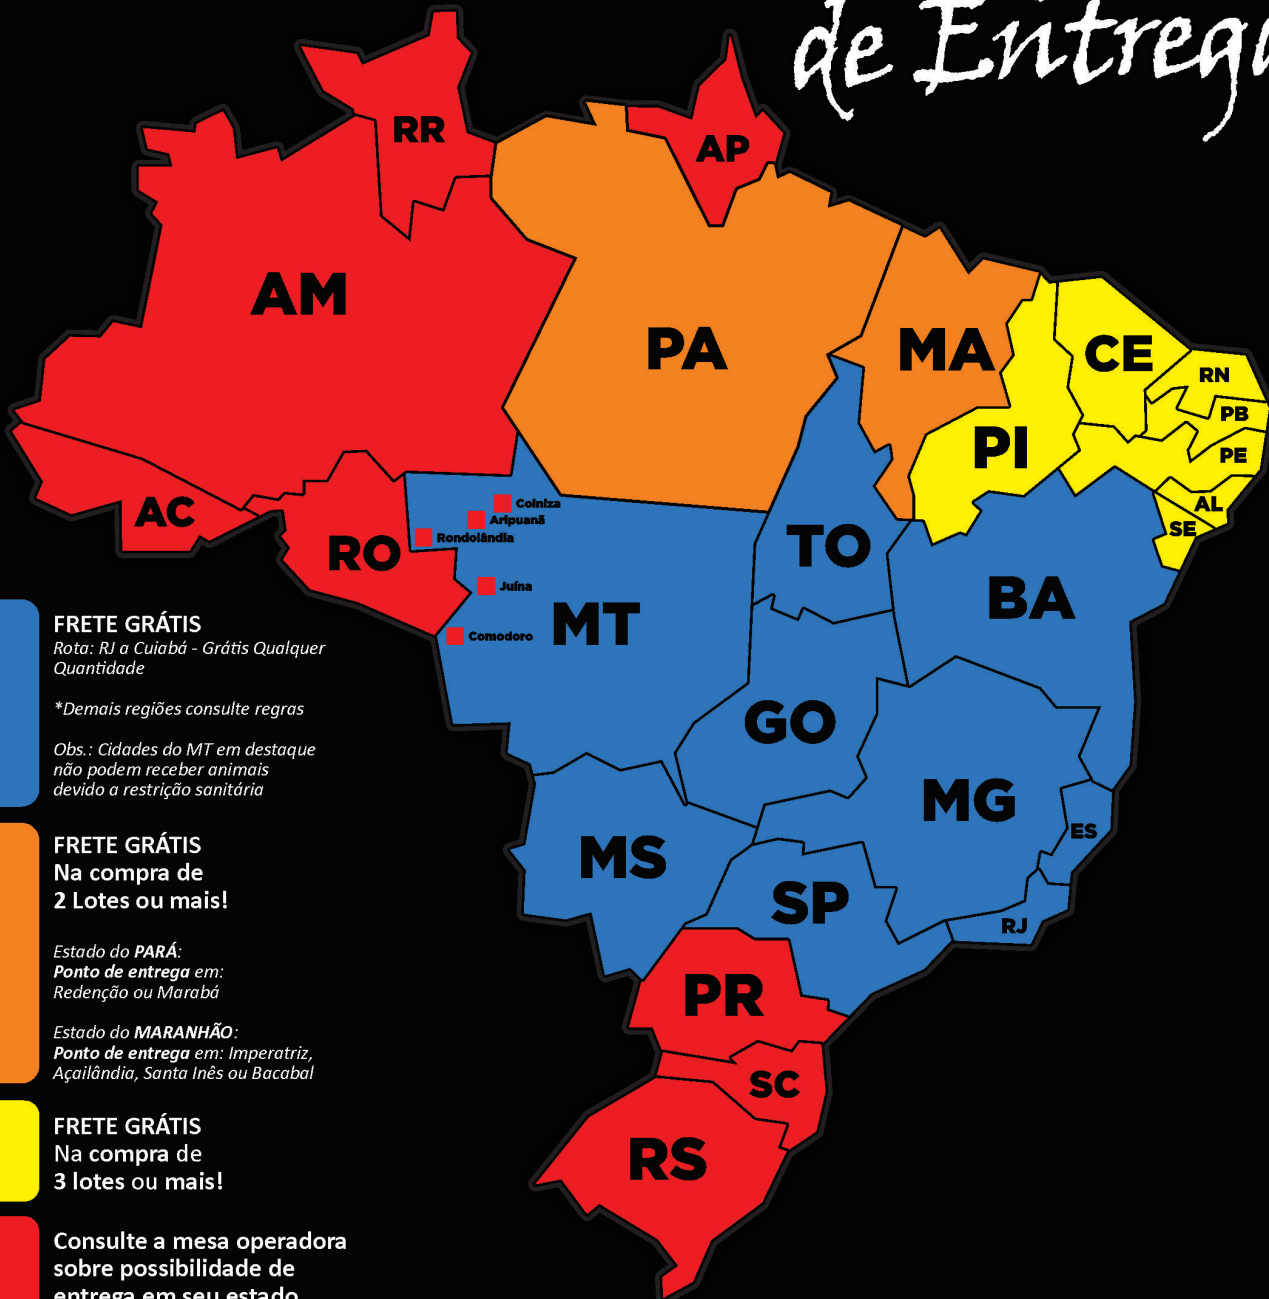 de Entrega
RR
AP
AM
PA
MA
CE
RN
PB
PI
PE
AL
SE
AC
RO
Colniza
Aripuanã
Rondolândia
Juína
Comodoro
MT
TO
BA
GO
MG
ES
MS
SP
RJ
PR
SC
RS
FRETE GRÁTIS
Rota: RJ a Cuiabá - Grátis Qualquer
Quantidade
*Demais regiões consulte regras
Obs.: Cidades do MT em destaque
não podem receber animais
devido a restrição sanitária
FRETE GRÁTIS
Na compra de
2 Lotes ou mais!
Estado do PARÁ:
Ponto de entrega em:
Redenção ou Marabá
Estado do MARANHÃO:
Ponto de entrega em: Imperatriz,
Açailândia, Santa Inês ou Bacabal
FRETE GRÁTIS
Na compra de
3 lotes ou mais!
Consulte a mesa operadora
sobre possibilidade de
entrega em seu estado